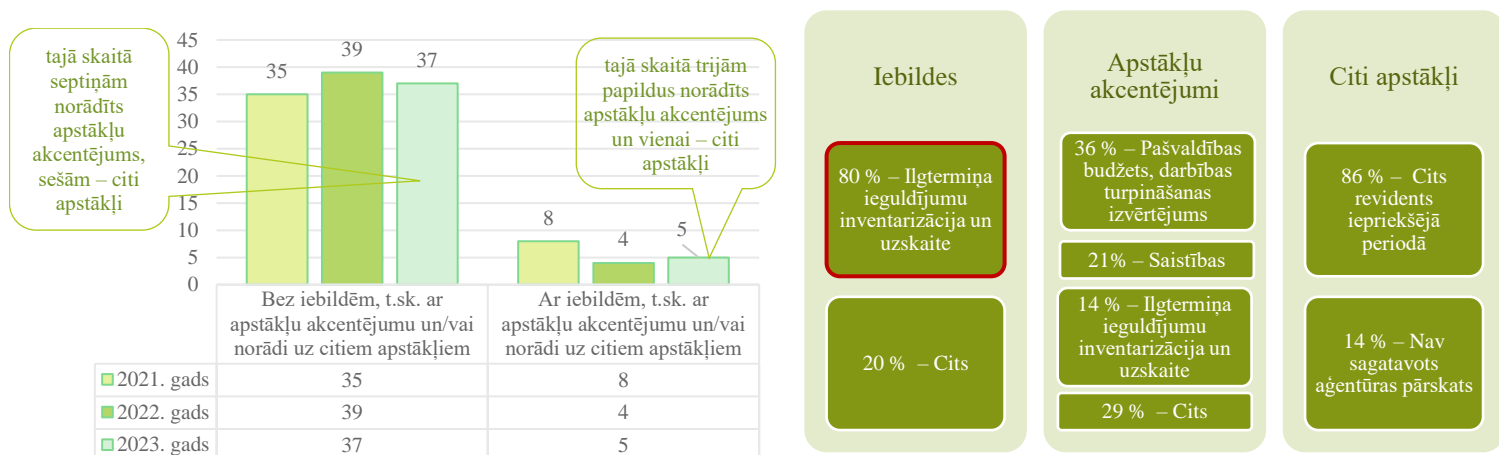 tajā skaitā
septiņām
norādīts
apstākļu
akcentējums,
sešām – citi
apstākļi
45
40
35
30
25
20
15
10
5
0
35
39
37
8
4
5
tajā skaitā trijām
papildus norādīts
apstākļu akcentējums
un vienai – citi
apstākļi
Bez iebildēm, t.sk. ar
apstākļu akcentējumu un/vai
norādi uz citiem apstākļiem
Ar iebildēm, t.sk. ar
apstākļu akcentējumu un/vai
norādi uz citiem apstākļiem
2021. gads 35 8
2022. gads 39 4
2023. gads 37 5
Iebildes
80 % – Ilgtermiņa
ieguldījumu
inventarizācija un
uzskaite
20 % – Cits
Apstākļu
akcentējumi
36 % – Pašvaldības
budžets, darbības
turpināšanas
izvērtējums
21% – Saistības
14 % – Ilgtermiņa
ieguldījumu
inventarizācija un
uzskaite
29 % – Cits
Citi apstākļi
86 % – Cits
revidents
iepriekšējā
periodā
14 % – Nav
sagatavots
aģentūras pārskats